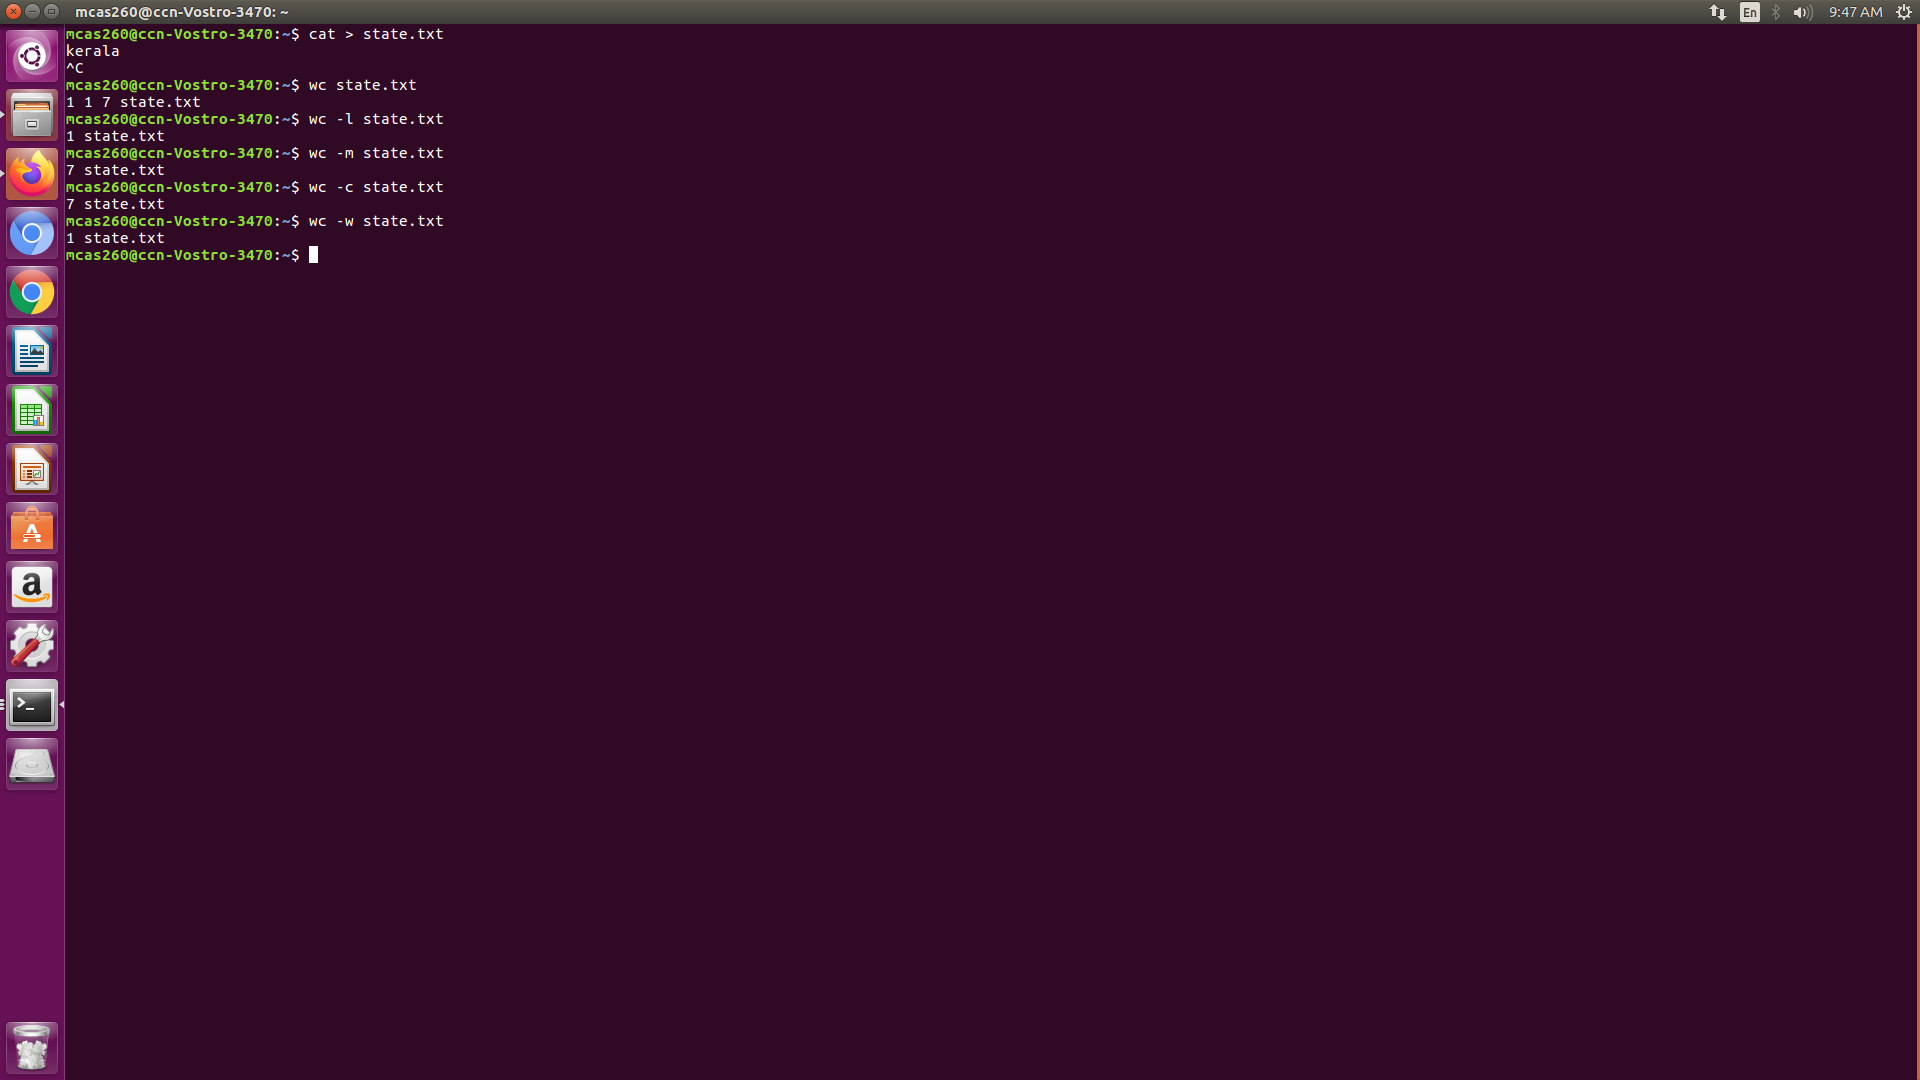 mcas260@ccn-Vostro-3470: ~
En
9:47 AM
mcas260@ccn-Vostro-3470:~$ cat > state.txt
kerala
^C
mcas260@ccn-Vostro-3470:~$ wc state.txt
1 1 7 state.txt
mcas260@ccn-Vostro-3470:~$ wc -l state.txt
1 state.txt
mcas260@ccn-Vostro-3470:~$ wc -m state.txt
7 state.txt
mcas260@ccn-Vostro-3470:~$ wc -c state.txt
7 state.txt
mcas260@ccn-Vostro-3470:~$ wc -w state.txt
1 state.txt
mcas260@ccn-Vostro-3470:~$